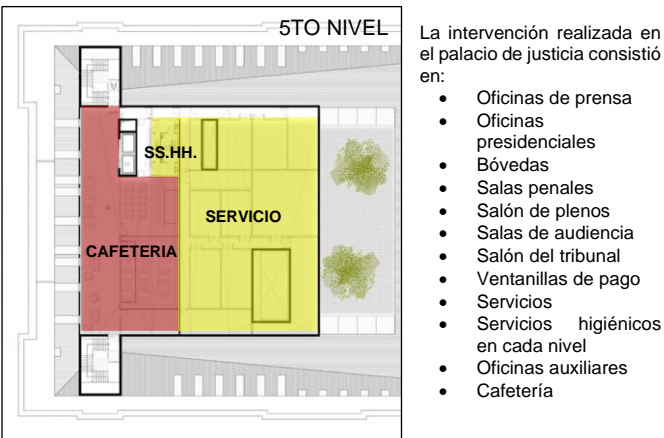 5TO NIVEL
SS.HH.
SERVICIO
CAFETERIA
La intervención realizada en
el palacio de justicia consistió
en:
• Oficinas de prensa
• Oficinas
presidenciales
• Bóvedas
• Salas penales
• Salón de plenos
• Salas de audiencia
• Salón del tribunal
• Ventanillas de pago
• Servicios
• Servicios higiénicos
en cada nivel
• Oficinas auxiliares
• Cafetería